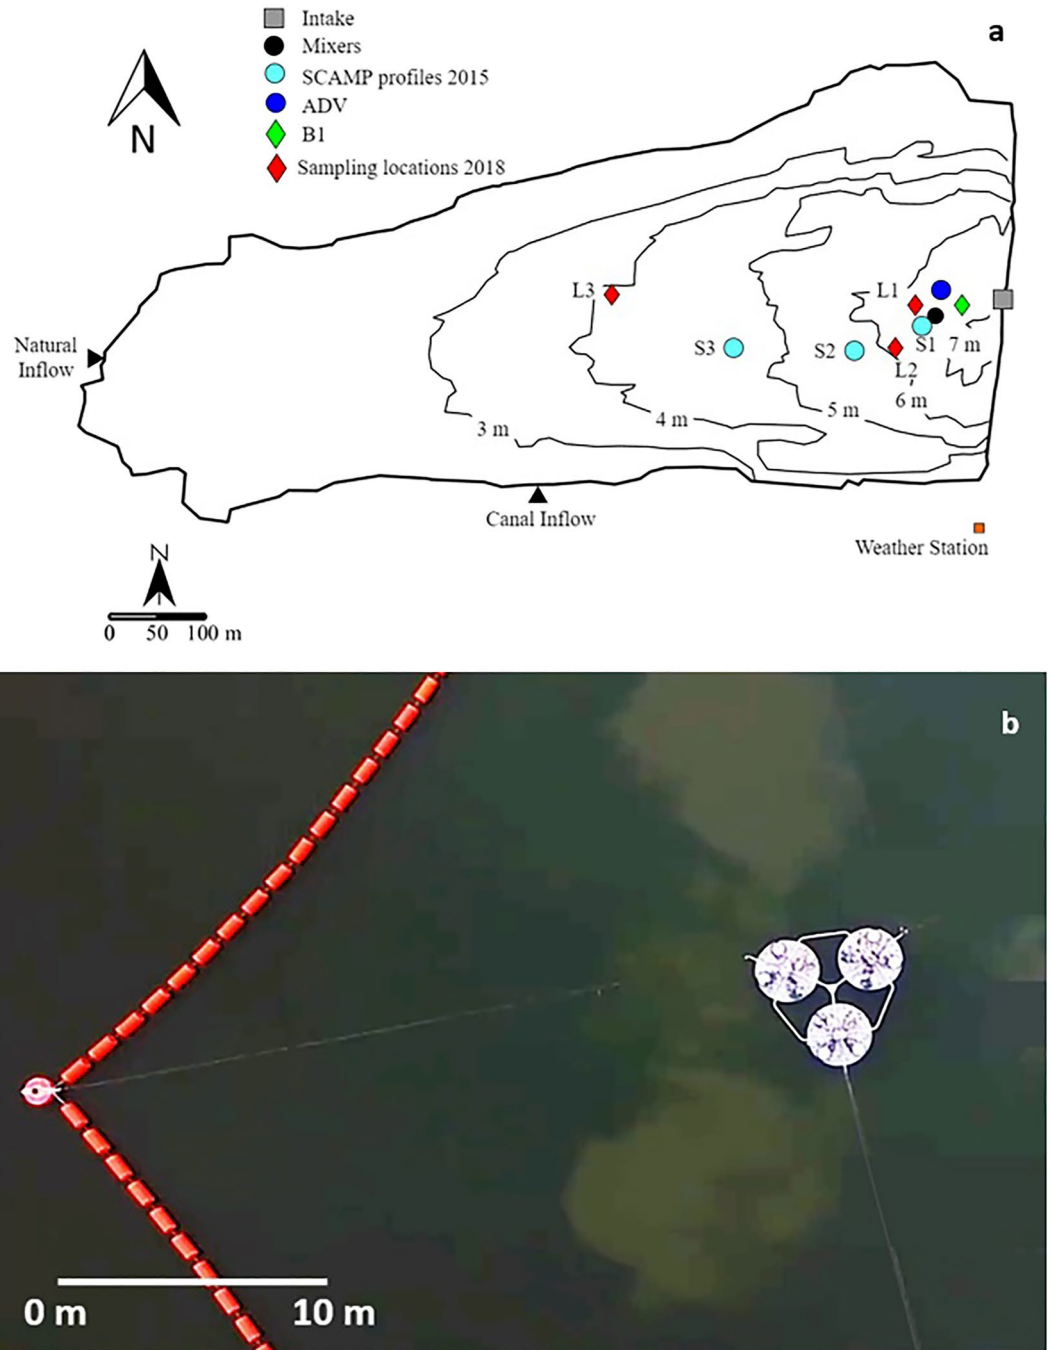 a
Intake
Mixers
SCAMP profiles 2015
ADV
B1
Sampling locations 2018
N
L3
L1
S3
S2
S1
7 m
L2
6 m
5 m
4 m
3 m
Natural
Inflow
Canal Inflow
Weather Station
N
0 50 100 m
b
0 m 10 m